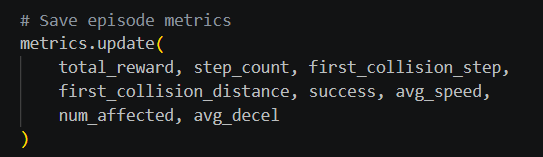 # Save episode metrics
metrics.update(
total_reward, step_count, first_collision_step,
first_collision_distance, success, avg_speed,
num_affected, avg_decel
)